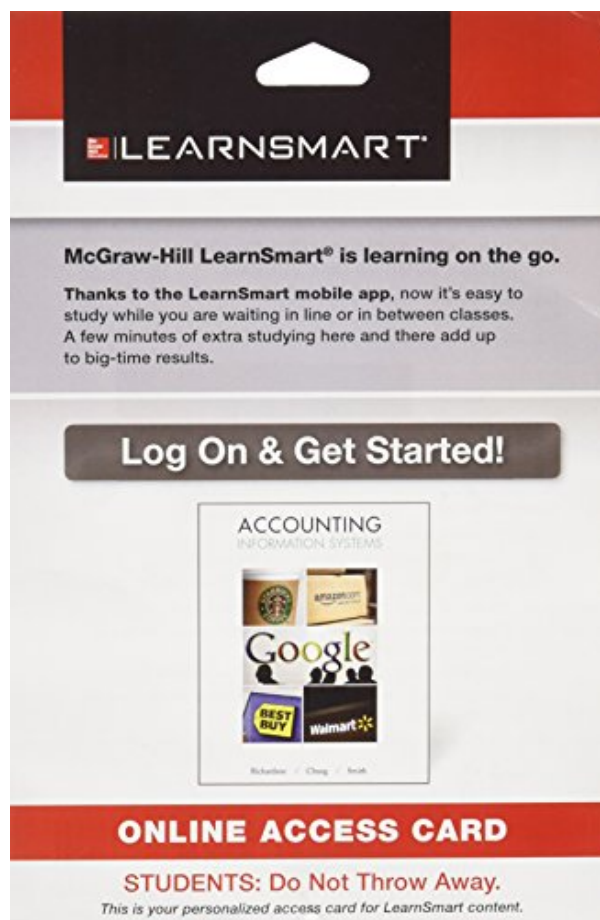 LEARNSMART®
McGraw-Hill LearnSmart® is learning on the go.
Thanks to the LearnSmart mobile app, now it's easy to
study while you are waiting in line or in between classes.
A few minutes of extra studying here and there add up
to big-time results.
Log On & Get Started!
ACCOUNTING
INFORMATION SYSTEMS
amazon.com
Google
BEST
BUY
Walmart
Richardson / Chang / Smith
ONLINE ACCESS CARD
STUDENTS: Do Not Throw Away.
This is your personalized access card for LearnSmart content.